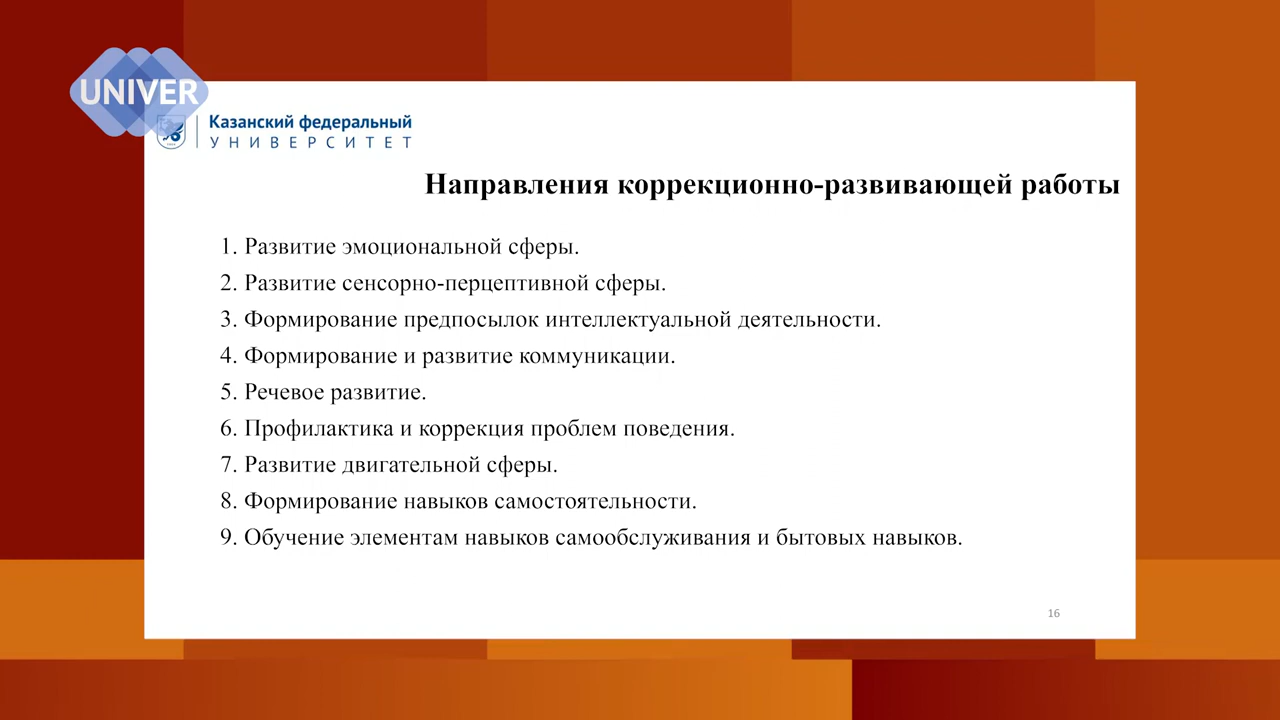 UNIVER
Казанский федеральный
УНИВЕРСИТЕТ
Направления коррекционно-развивающей работы
1. Развитие эмоциональной сферы.
2. Развитие сенсорно-перцептивной сферы.
3. Формирование предпосылок интеллектуальной деятельности.
4. Формирование и развитие коммуникации.
5. Речевое развитие.
6. Профилактика и коррекция проблем поведения.
7. Развитие двигательной сферы.
8. Формирование навыков самостоятельности.
9. Обучение элементам навыков самообслуживания и бытовых навыков.
16